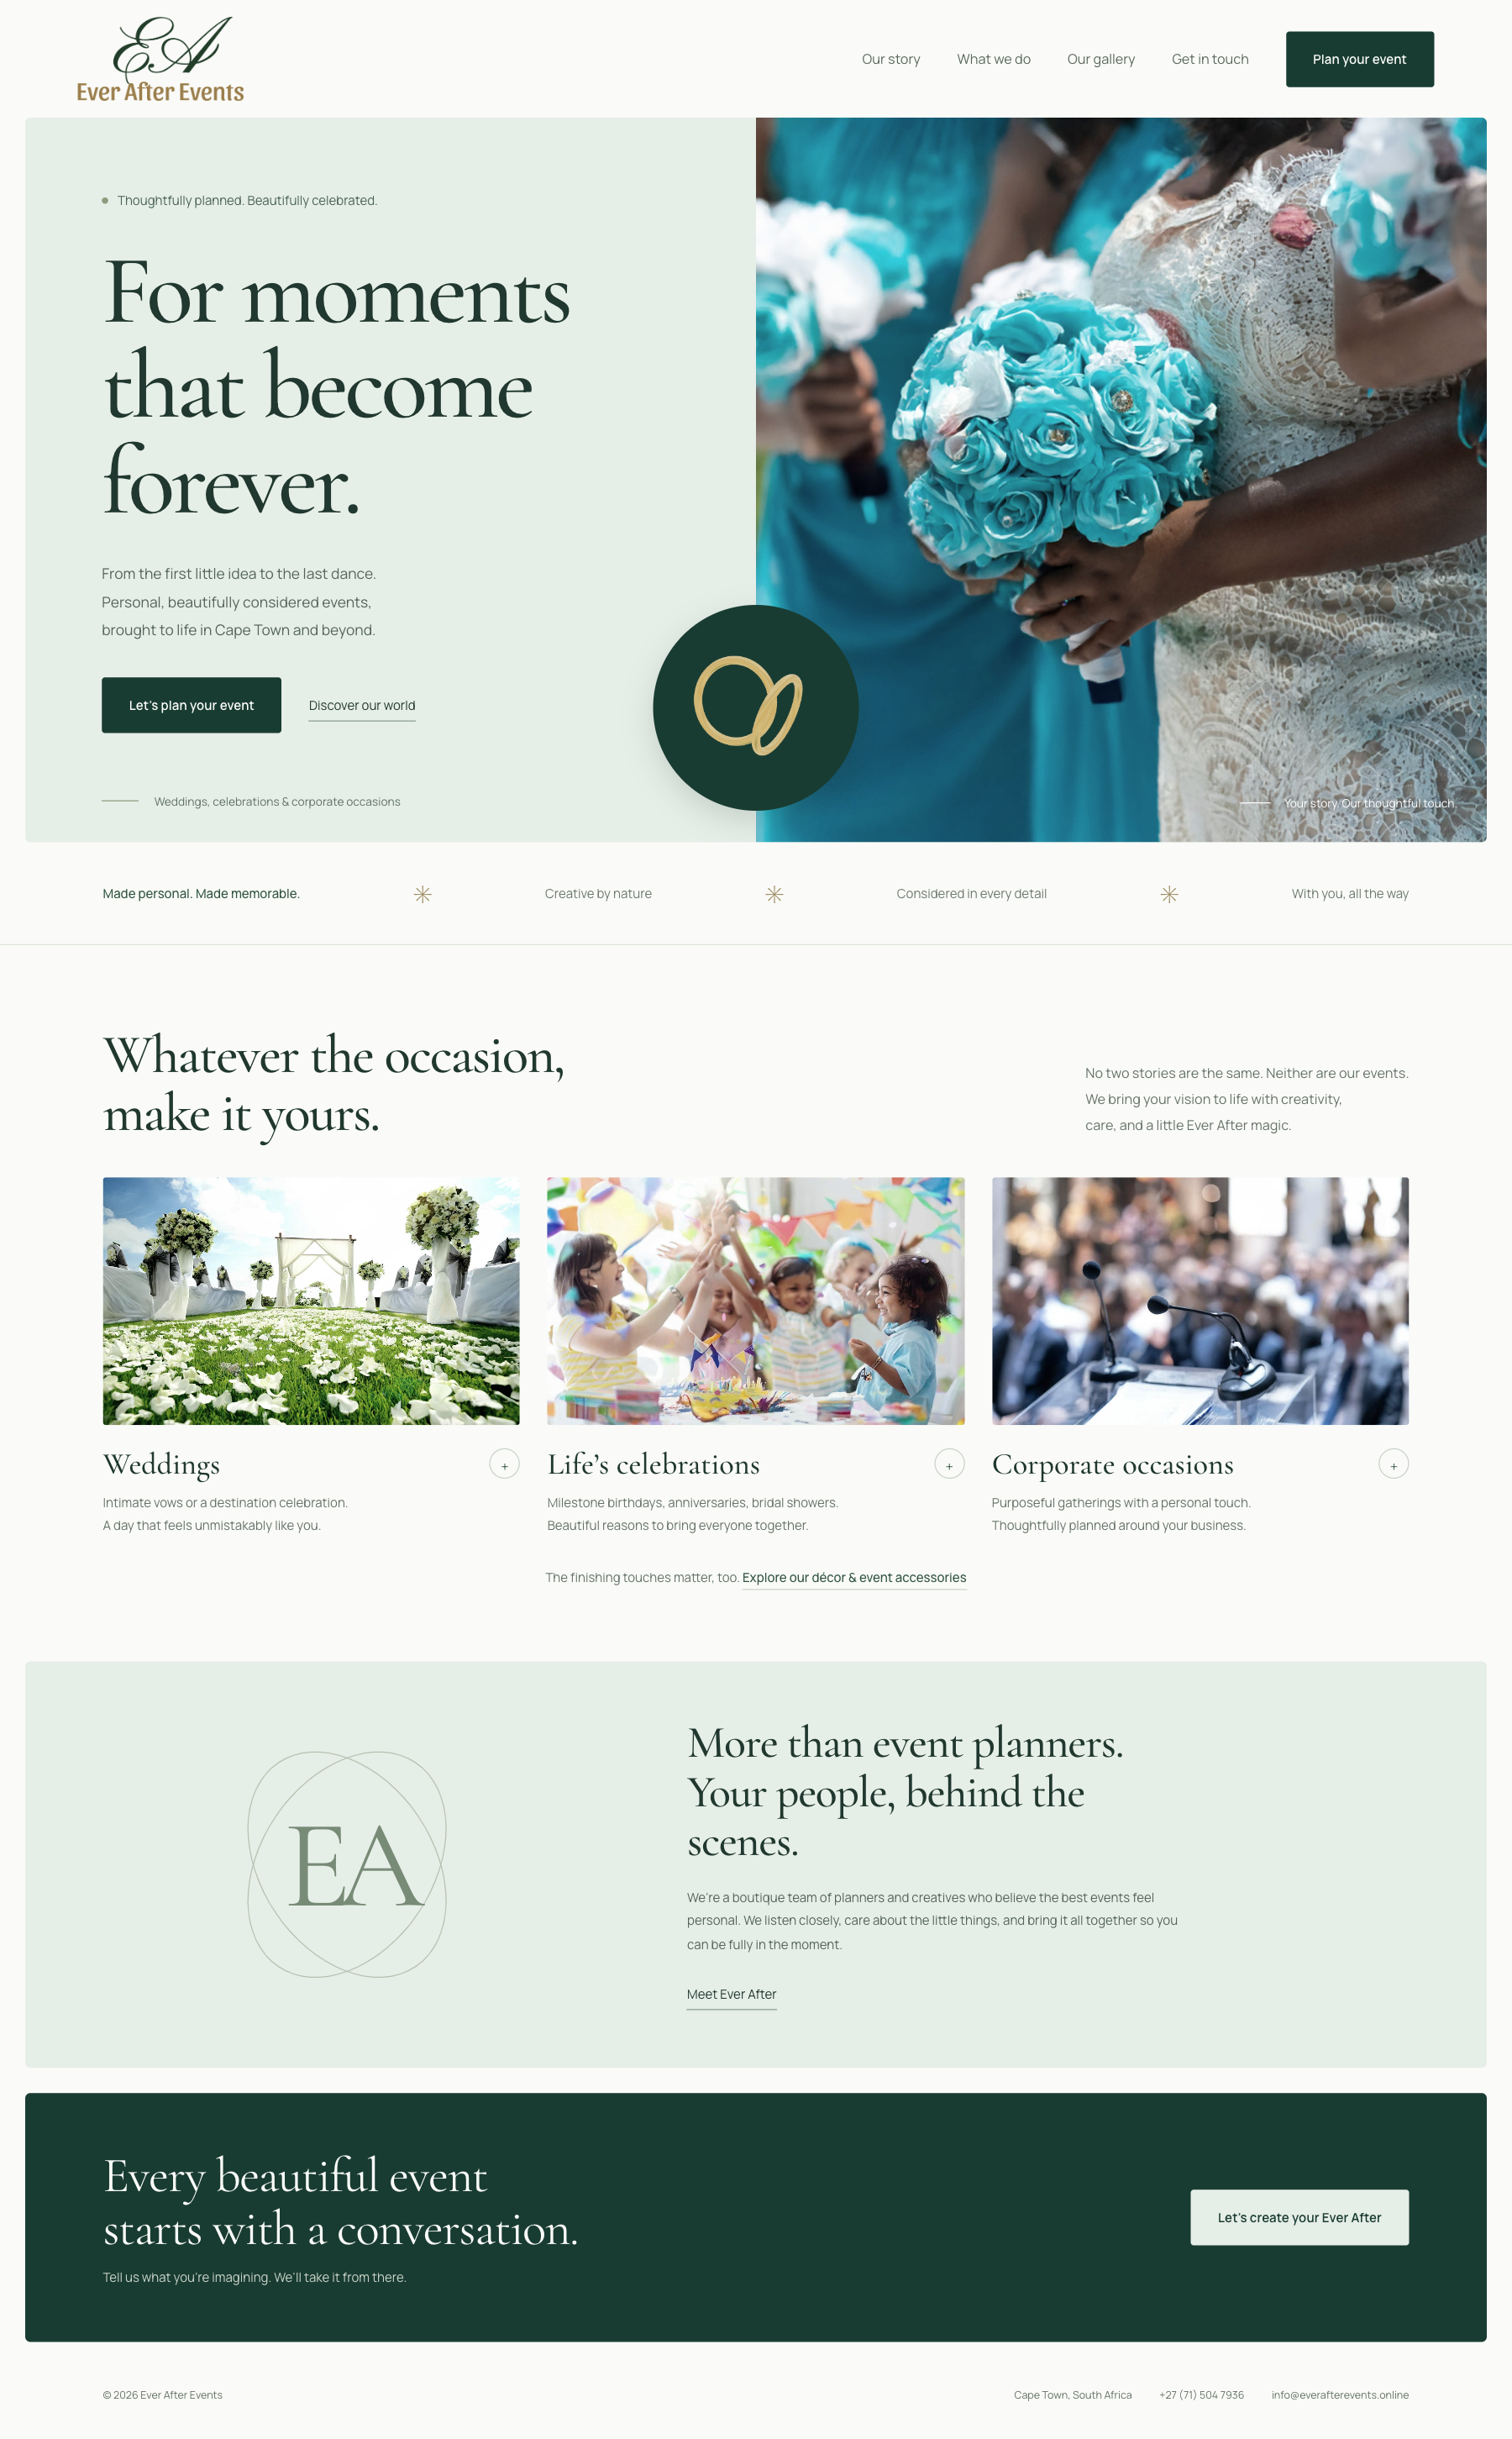 EA
Ever After Events
Our story
What we do
Our gallery
Get in touch
Plan your event
Thoughtfully planned. Beautifully celebrated.
For moments
that become
forever.
From the first little idea to the last dance.
Personal, beautifully considered events,
brought to life in Cape Town and beyond.
Let's plan your event
Discover our world
Weddings, celebrations & corporate occasions
Your story. Our thoughtful touch.
Made personal. Made memorable.
Creative by nature
Considered in every detail
With you, all the way
Whatever the occasion,
make it yours.
No two stories are the same. Neither are our events.
We bring your vision to life with creativity,
care, and a little Ever After magic.
Weddings
+
Intimate vows or a destination celebration.
A day that feels unmistakably like you.
Life’s celebrations
+
Milestone birthdays, anniversaries, bridal showers.
Beautiful reasons to bring everyone together.
Corporate occasions
+
Purposeful gatherings with a personal touch.
Thoughtfully planned around your business.
The finishing touches matter, too. Explore our décor & event accessories
EA
More than event planners.
Your people, behind the
scenes.
We're a boutique team of planners and creatives who believe the best events feel
personal. We listen closely, care about the little things, and bring it all together so you
can be fully in the moment.
Meet Ever After
Every beautiful event
starts with a conversation.
Tell us what you're imagining. We'll take it from there.
Let's create your Ever After
© 2026 Ever After Events
Cape Town, South Africa
+27 (71) 504 7936
info@everafterevents.online